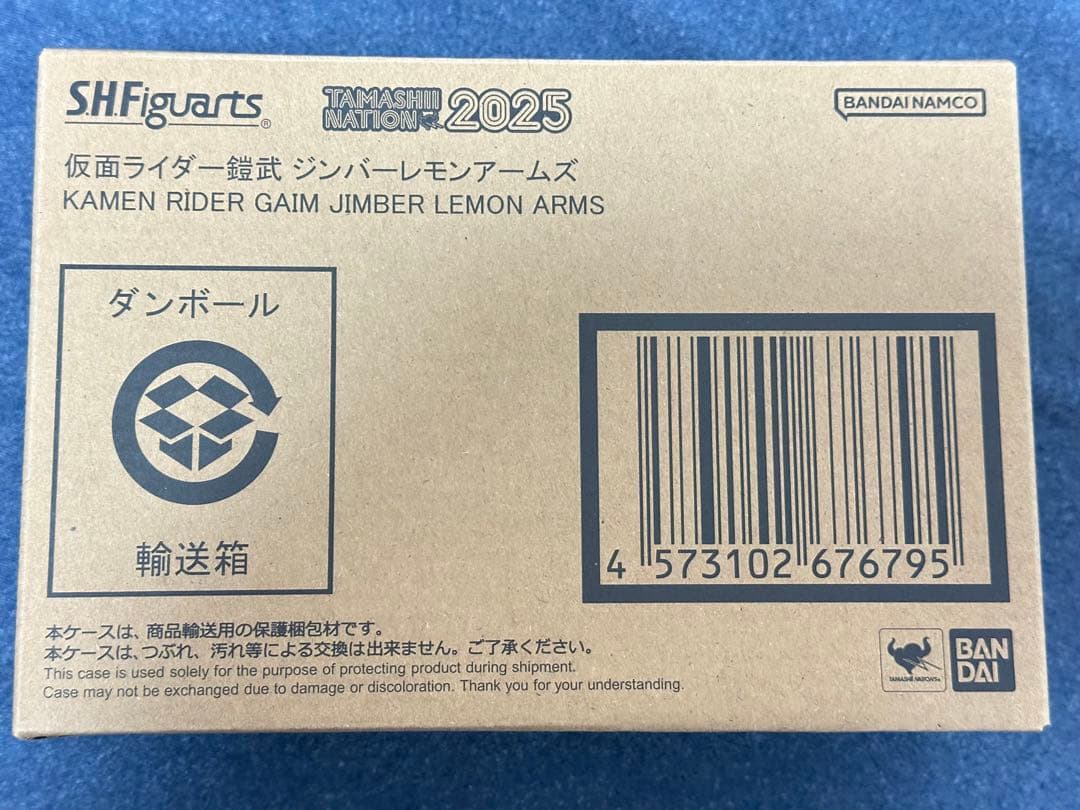 S.H.Figuarts®
TAMASHII NATION 2025
BANDAI NAMCO
仮面ライダー鎧武 ジンバーレモンアームズ
KAMEN RIDER GAIM JIMBER LEMON ARMS
ダンボール
輸送箱
4 573102 676795
本ケースは、商品輸送用の保護梱包材です。
本ケースは、つぶれ、汚れ等による交換は出来ません。ご了承ください。
This case is used solely for the purpose of protecting product during shipment.
Case may not be exchanged due to damage or discoloration. Thank you for your understanding.
TAMASHII NATIONS
BAN
DAI